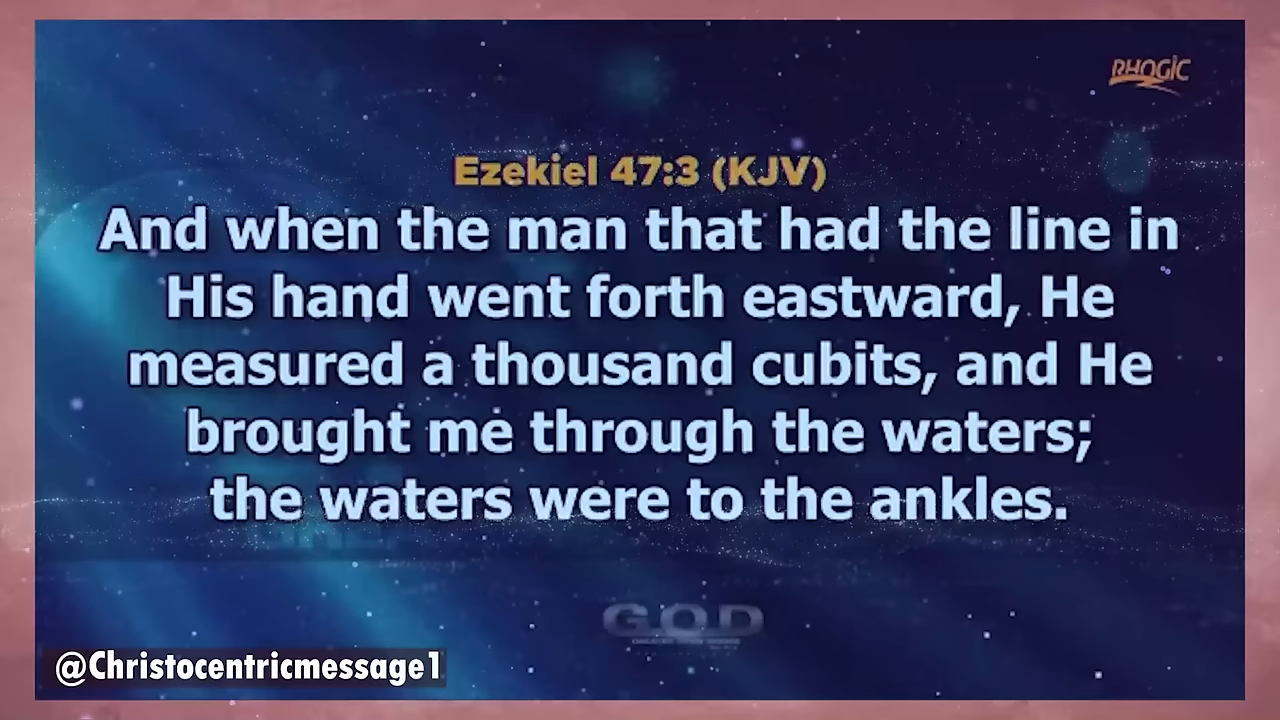 RHOGIC
Ezekiel 47:3 (KJV)
And when the man that had the line in
His hand went forth eastward, He
measured a thousand cubits, and He
brought me through the waters;
the waters were to the ankles.
G.O.D
@Christocentricmessage1